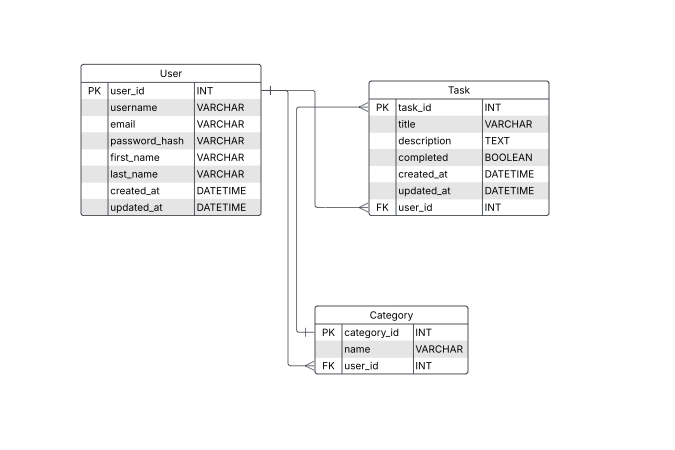 User
PK user_id INT
username VARCHAR
email VARCHAR
password_hash VARCHAR
first_name VARCHAR
last_name VARCHAR
created_at DATETIME
updated_at DATETIME
Task
PK task_id INT
title VARCHAR
description TEXT
completed BOOLEAN
created_at DATETIME
updated_at DATETIME
FK user_id INT
Category
PK category_id INT
name VARCHAR
FK user_id INT